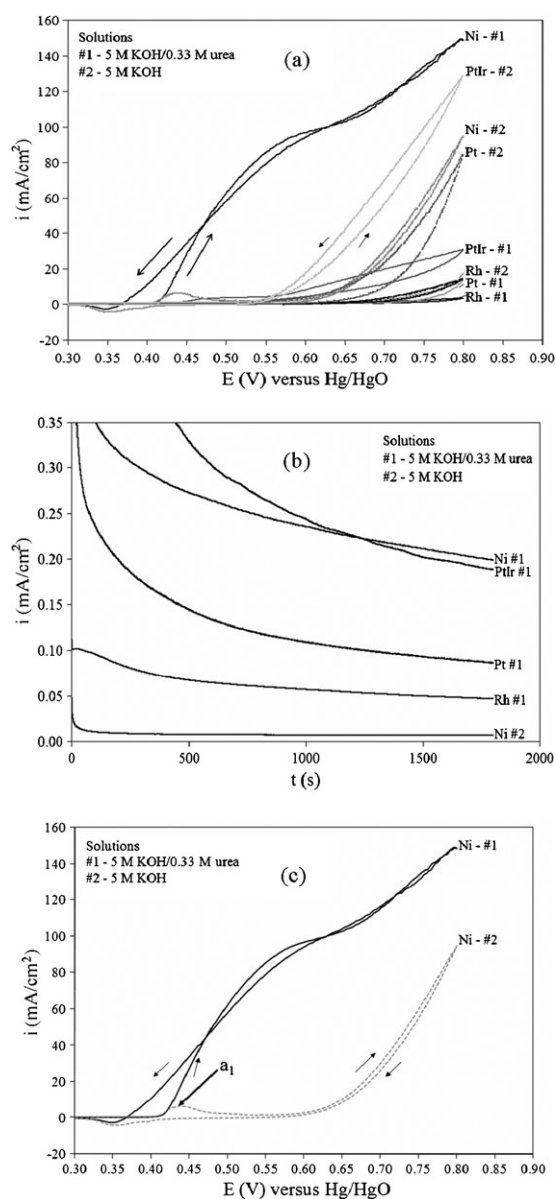 Solutions
#1 - 5 M KOH/0.33 M urea
#2 - 5 M KOH
(a)
Ni - #1
PtIr - #2
Ni - #2
Pt - #2
PtIr - #1
Rh - #2
Pt - #1
Rh - #1
i (mA/cm²)
160
140
120
100
80
60
40
20
0
-20
0.30 0.35 0.40 0.45 0.50 0.55 0.60 0.65 0.70 0.75 0.80 0.85 0.90
E (V) versus Hg/HgO
(b)
Solutions
#1 - 5 M KOH/0.33 M urea
#2 - 5 M KOH
Ni #1
PtIr #1
Pt #1
Rh #1
Ni #2
i (mA/cm²)
0.35
0.30
0.25
0.20
0.15
0.10
0.05
0.00
0 500 1000 1500 2000
t (s)
Solutions
#1 - 5 M KOH/0.33 M urea
#2 - 5 M KOH
(c)
Ni - #1
Ni - #2
a₁
i (mA/cm²)
160
140
120
100
80
60
40
20
0
-20
0.30 0.35 0.40 0.45 0.50 0.55 0.60 0.65 0.70 0.75 0.80 0.85 0.90
E (V) versus Hg/HgO